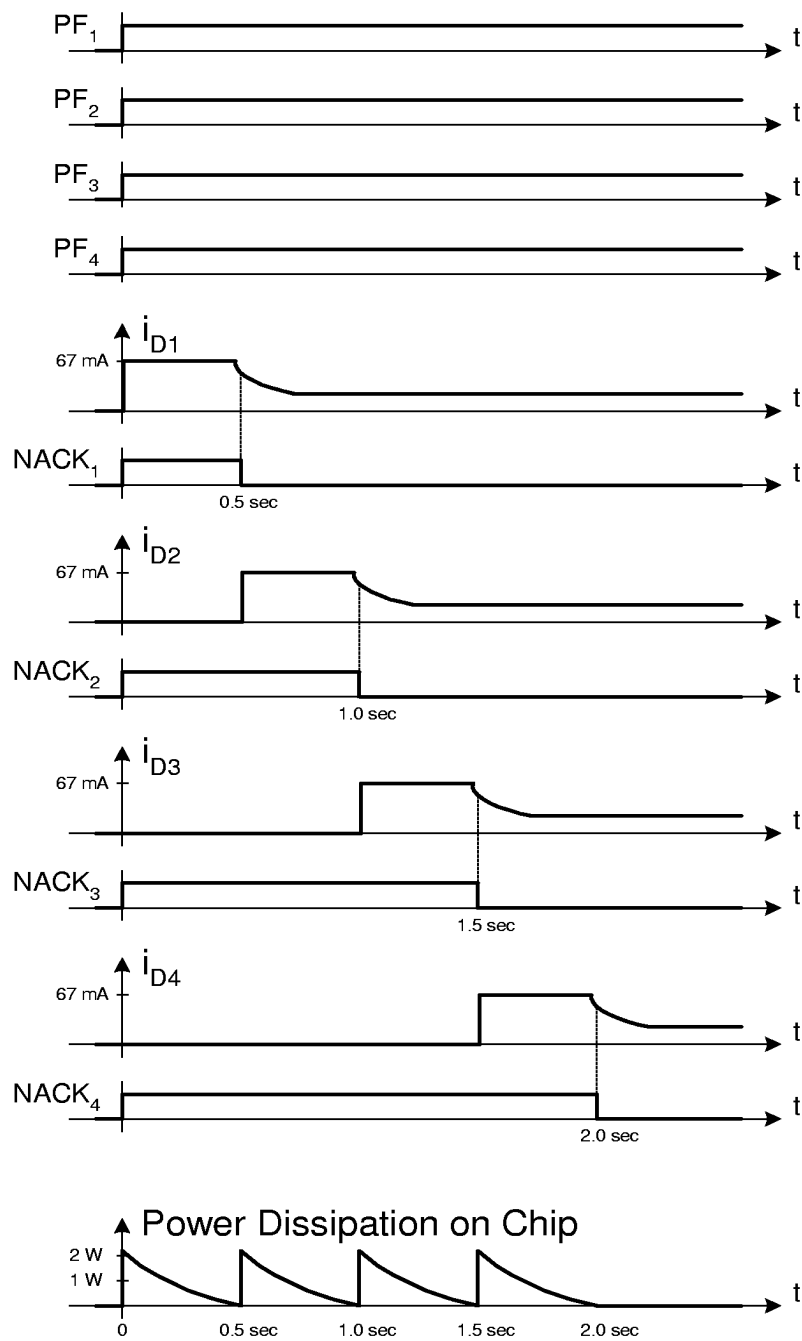 PF1 t
PF2 t
PF3 t
PF4 t
iD1
67 mA
t
NACK1 t
0.5 sec
iD2
67 mA
t
NACK2 t
1.0 sec
iD3
67 mA
t
NACK3 t
1.5 sec
iD4
67 mA
t
NACK4 t
2.0 sec
Power Dissipation on Chip
2 W
1 W
t
0 0.5 sec 1.0 sec 1.5 sec 2.0 sec